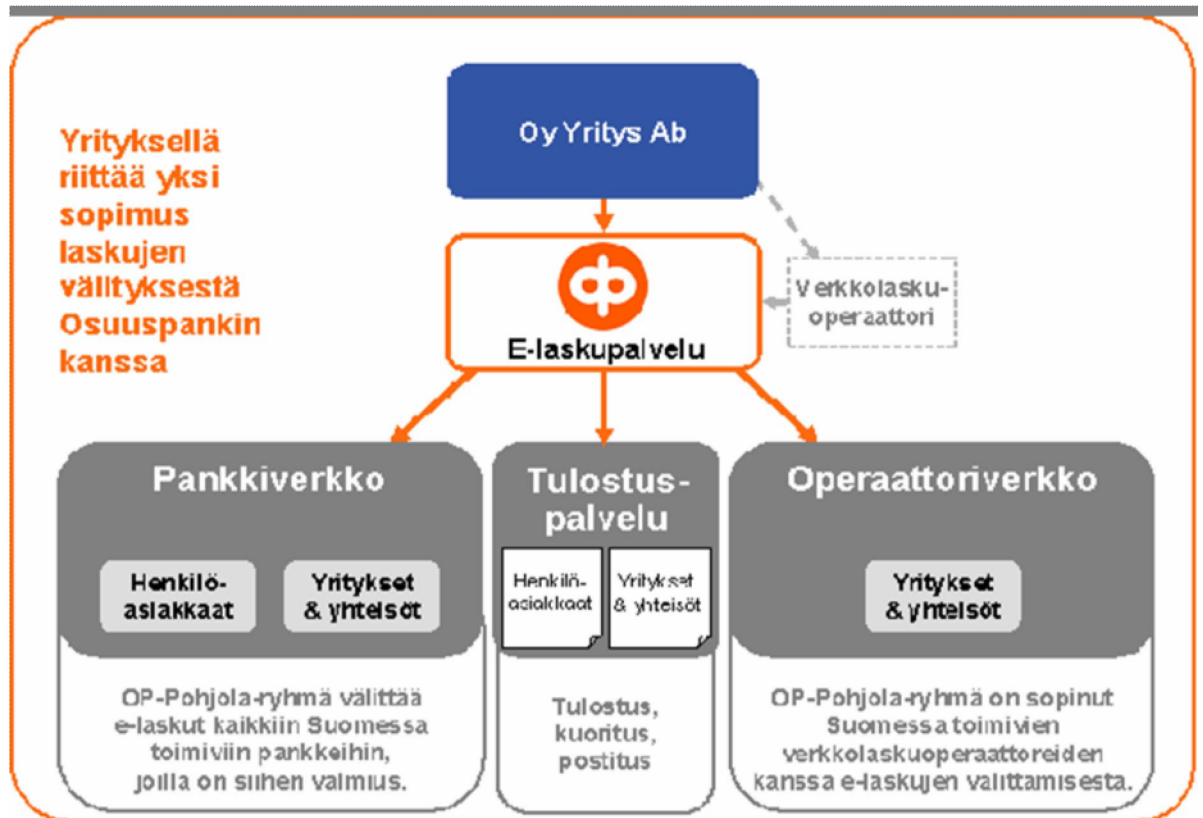 Oy Yritys Ab
Yrityksellä
riittää yksi
sopimus
laskujen
välityksestä
Osuuspankin
kanssa
E-laskupalvelu
Verkkolasku-
operaattori
Pankkiverkko
Henkilö-
asiakkaat
Yritykset
& yhteisöt
OP-Pohjola-ryhmä välittää
e-laskut kaikkiin Suomessa
toimiviin pankkeihin,
joilla on siihen valmius.
Tulostus-
palvelu
Henkilö-
asiakkaat
Yritykset
& yhteisöt
Tulostus,
kuoritus,
postitus
Operaattoriverkko
Yritykset
& yhteisöt
OP-Pohjola-ryhmä on sopinut
Suomessa toimivien
verkkolaskuoperaattoreiden
kanssa e-laskujen välittämisesta.